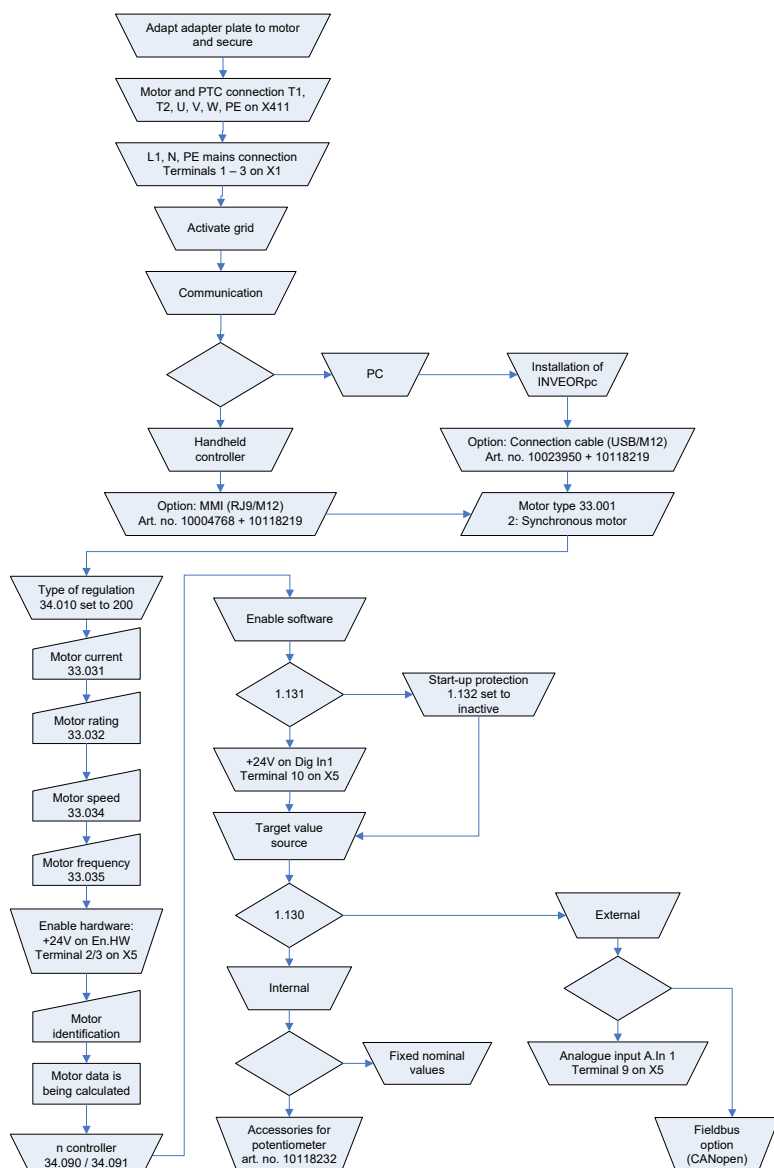 Adapt adapter plate to motor
and secure
Motor and PTC connection T1,
T2, U, V, W, PE on X411
L1, N, PE mains connection
Terminals 1 – 3 on X1
Activate grid
Communication
PC
Installation of
INVEORpc
Handheld
controller
Option: Connection cable (USB/M12)
Art. no. 10023950 + 10118219
Option: MMI (RJ9/M12)
Art. no. 10004768 + 10118219
Motor type 33.001
2: Synchronous motor
Type of regulation
34.010 set to 200
Motor current
33.031
Motor rating
33.032
Motor speed
33.034
Motor frequency
33.035
Enable hardware:
+24V on En.HW
Terminal 2/3 on X5
Motor
identification
Motor data is
being calculated
n controller
34.090 / 34.091
Enable software
1.131
Start-up protection
1.132 set to
inactive
+24V on Dig In1
Terminal 10 on X5
Target value
source
1.130
External
Internal
Fixed nominal
values
Analogue input A.In 1
Terminal 9 on X5
Accessories for
potentiometer
art. no. 10118232
Fieldbus
option
(CANopen)